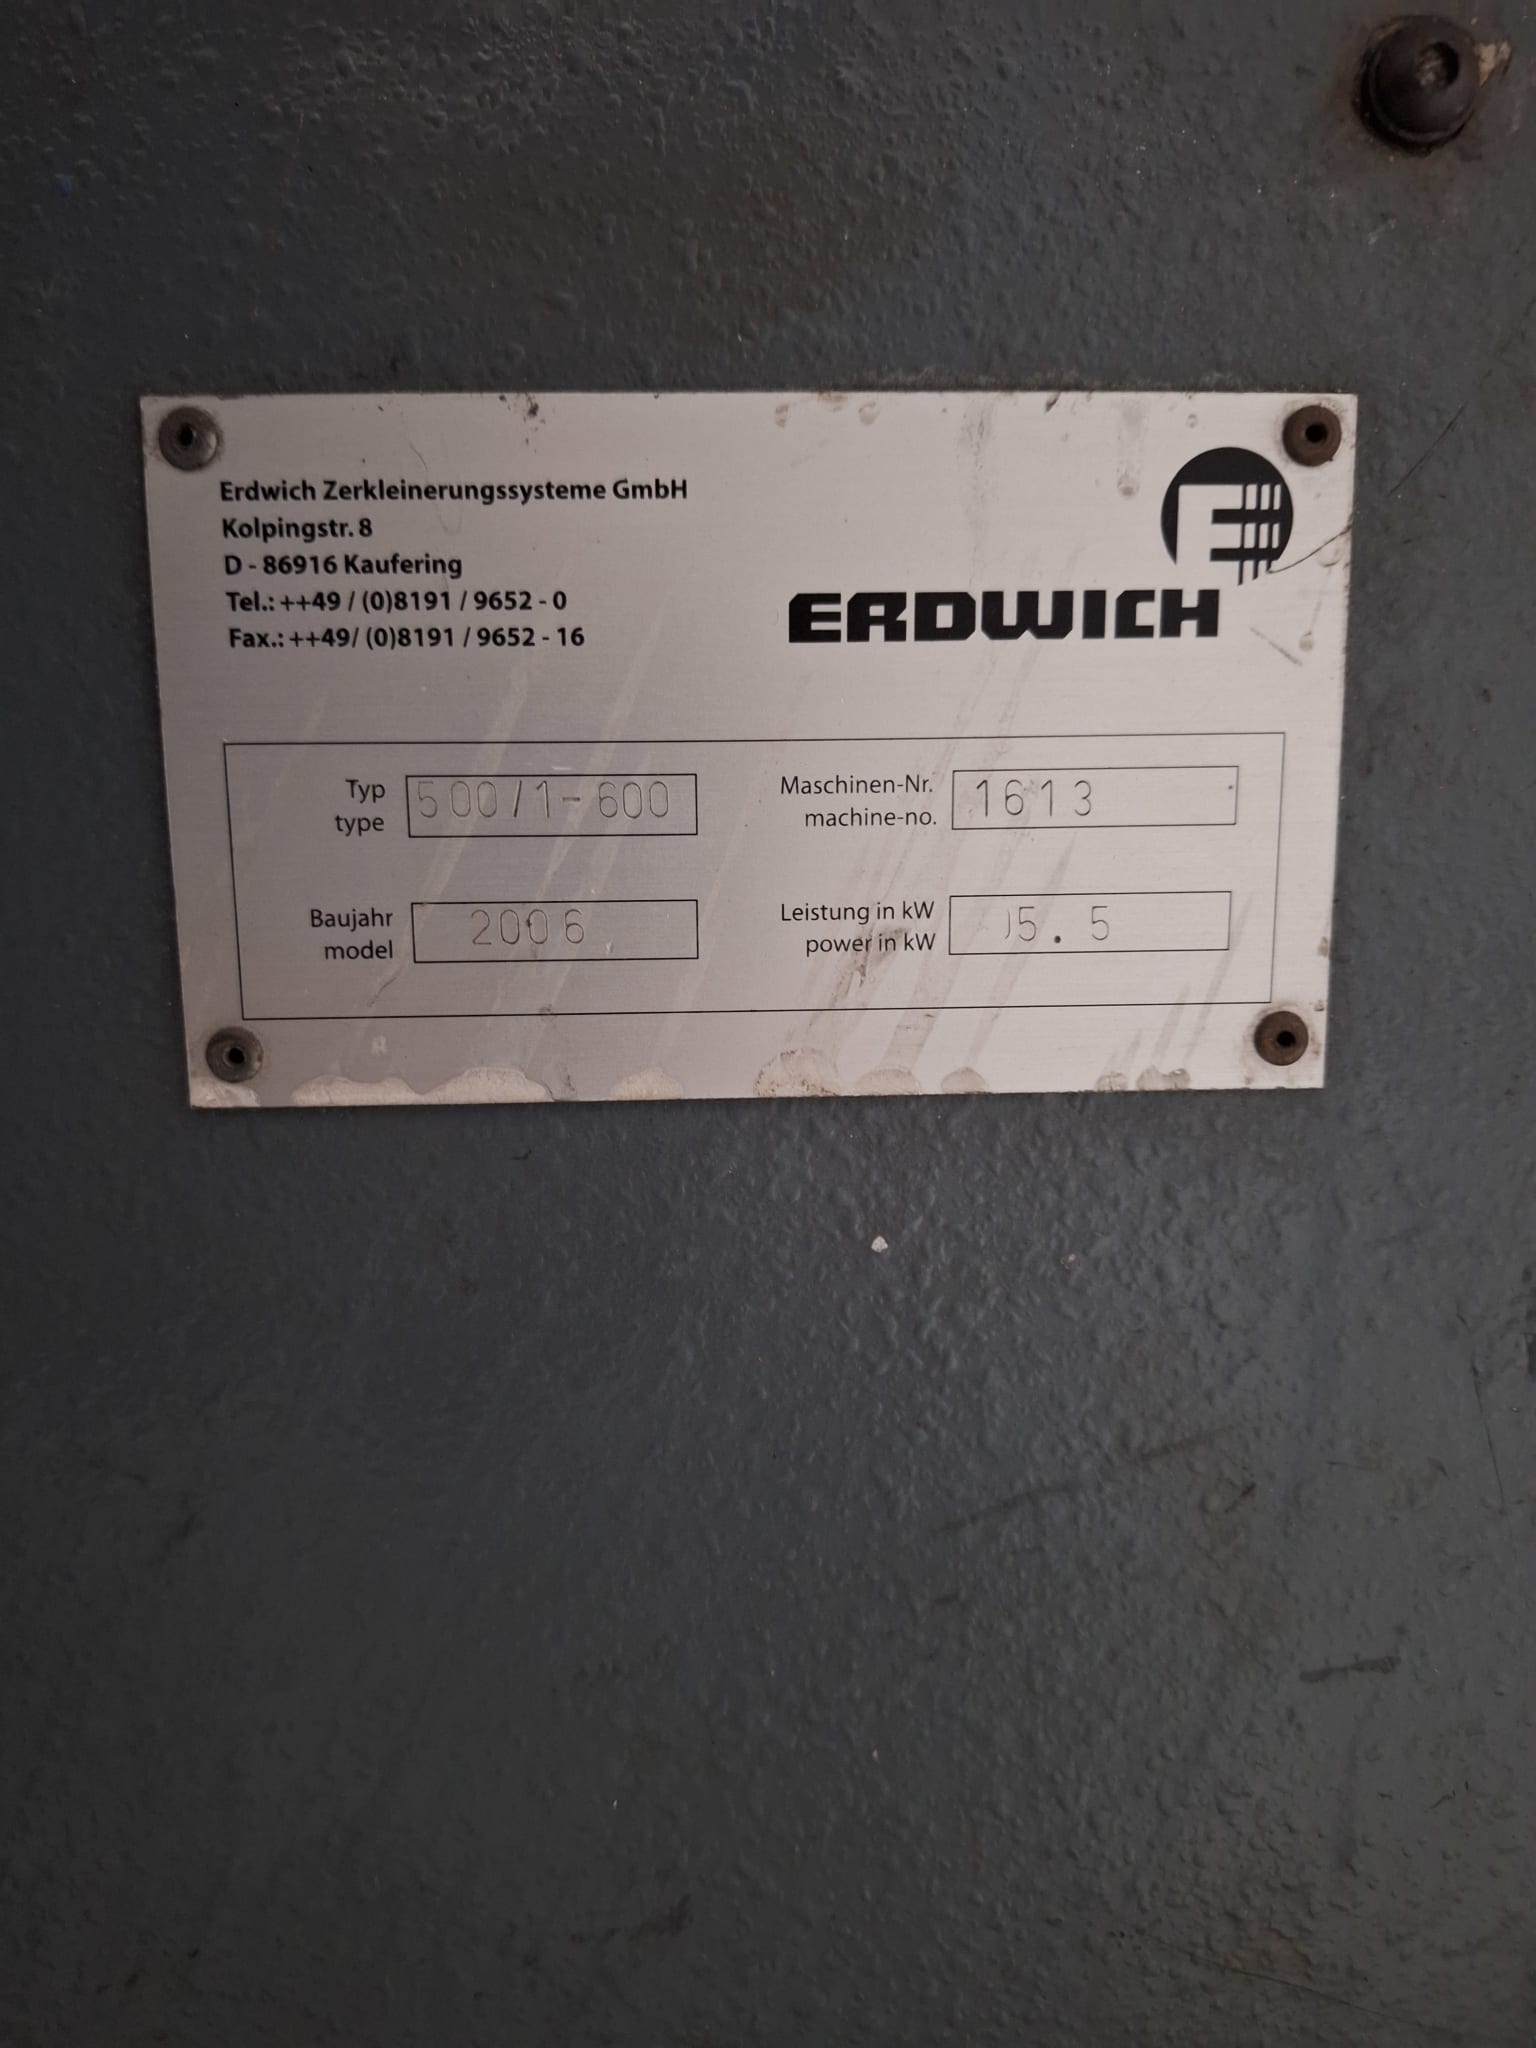 Erdwich Zerkleinerungssysteme GmbH
Kolpingstr. 8
D - 86916 Kaufering
Tel.: ++49 / (0)8191 / 9652 - 0
Fax.: ++49/ (0)8191 / 9652 - 16
ERDWICH
Typ
type
500/1-600
Maschinen-Nr.
machine-no.
1613
Baujahr
model
2006
Leistung in kW
power in kW
5.5